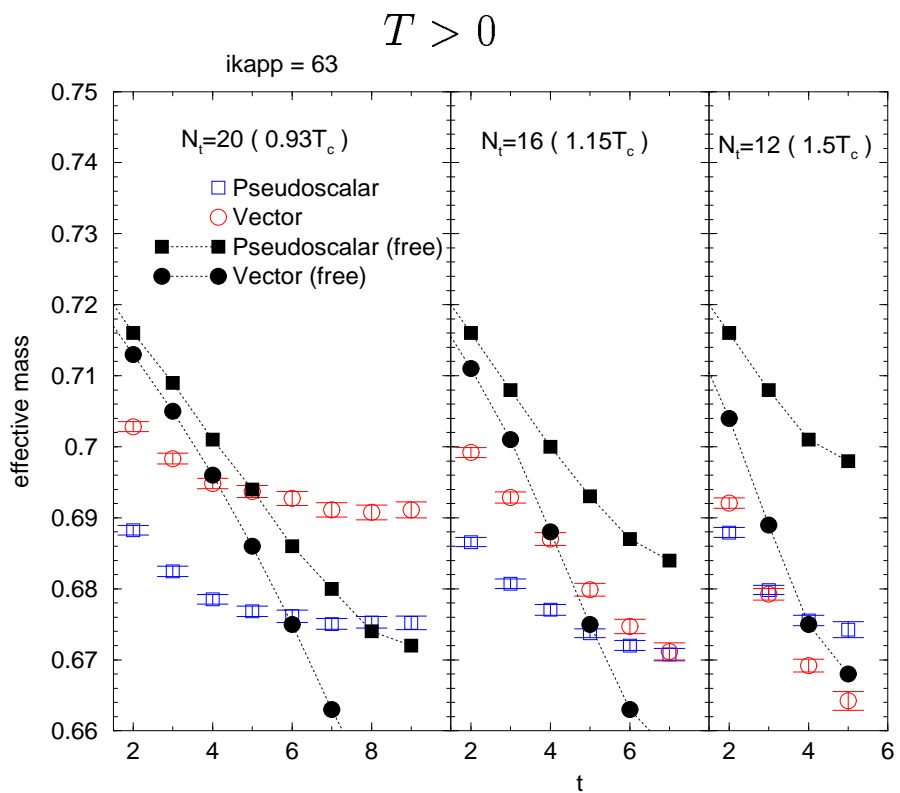 T > 0
ikapp = 63
N_t=20 ( 0.93T_c )
N_t=16 ( 1.15T_c )
N_t=12 ( 1.5T_c )
Pseudoscalar
Vector
Pseudoscalar (free)
Vector (free)
effective mass
0.75
0.74
0.73
0.72
0.71
0.7
0.69
0.68
0.67
0.66
2 4 6 8 2 4 6 2 4 6
t